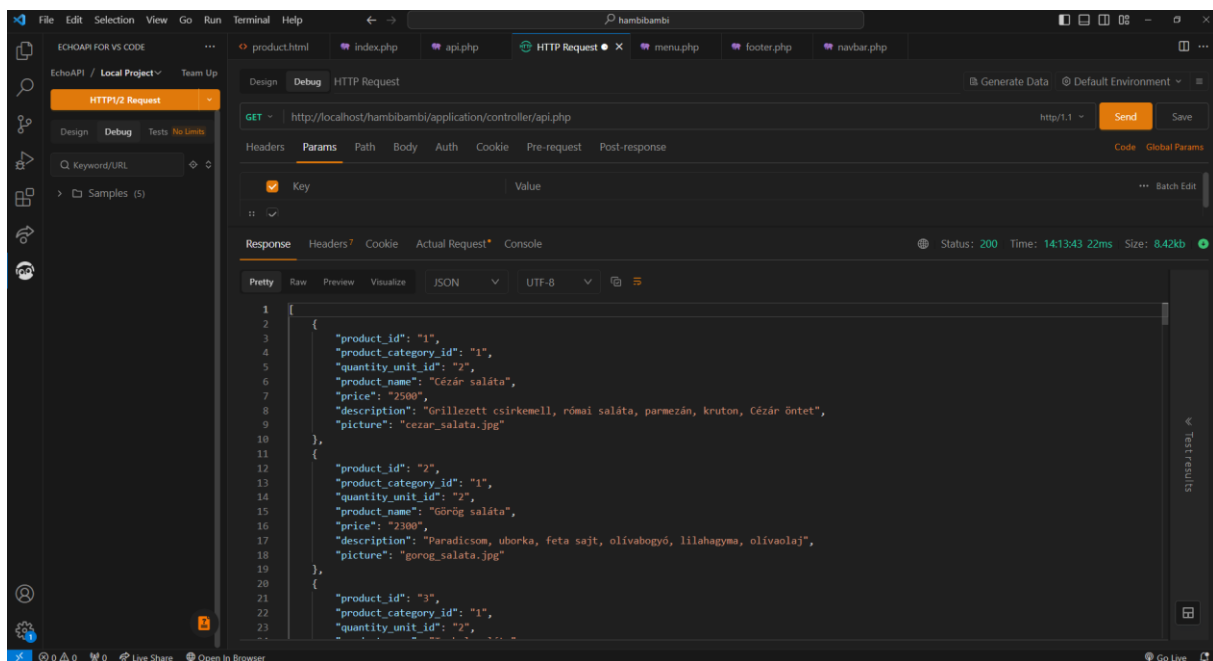 File Edit Selection View Go Run Terminal Help
hambibambi
ECHOAPI FOR VS CODE
product.html index.php api.php HTTP Request menu.php footer.php navbar.php
EchoAPI / Local Project Team Up
Design Debug HTTP Request Generate Data Default Environment
HTTP1/2 Request
GET http://localhost/hambibambi/application/controller/api.php http/1.1 Send Save
Design Debug Tests No Limits
Headers Params Path Body Auth Cookie Pre-request Post-response Code Global Params
Keyword/URL
Key Value Batch Edit
Samples (5)
Response Headers 7 Cookie Actual Request Console Status: 200 Time: 14:13:43 22ms Size: 8.42kb
Pretty Raw Preview Visualize JSON UTF-8
1 [
2 {
3 "product_id": "1",
4 "product_category_id": "1",
5 "quantity_unit_id": "2",
6 "product_name": "Cézár saláta",
7 "price": "2500",
8 "description": "Grillezett csirkemell, római saláta, parmezán, kruton, Cézár öntet",
9 "picture": "cezar_salata.jpg"
10 },
11 {
12 "product_id": "2",
13 "product_category_id": "1",
14 "quantity_unit_id": "2",
15 "product_name": "Görög saláta",
16 "price": "2300",
17 "description": "Paradicsom, uborka, feta sajt, olívabogyó, lilahagyma, olívaolaj",
18 "picture": "gorog_salata.jpg"
19 },
20 {
21 "product_id": "3",
22 "product_category_id": "1",
23 "quantity_unit_id": "2",
Test results
1
0 0 0 Live Share Open In Browser Go Live